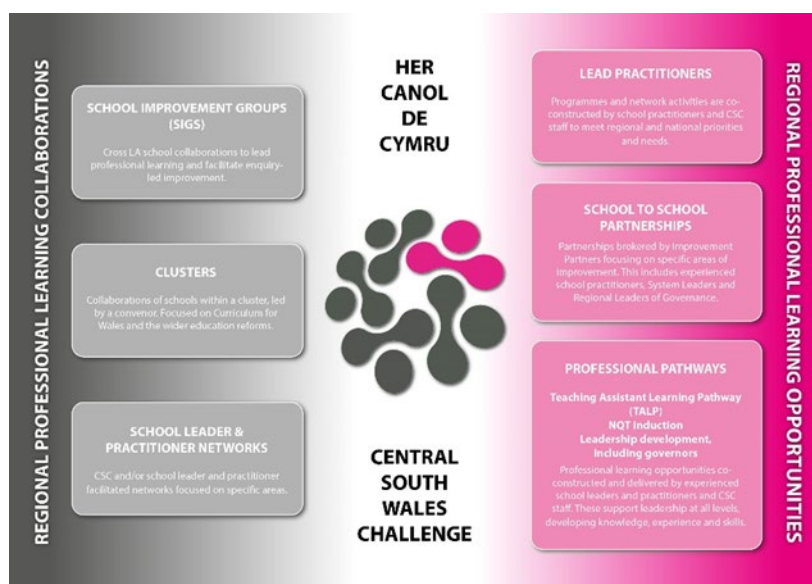 REGIONAL PROFESSIONAL LEARNING COLLABORATIONS
SCHOOL IMPROVEMENT GROUPS
(SIGS)
Cross LA school collaborations to lead
professional learning and facilitate enquiry-
led improvement.
CLUSTERS
Collaborations of schools within a cluster, led
by a convenor. Focused on Curriculum for
Wales and the wider education reforms.
SCHOOL LEADER &
PRACTITIONER NETWORKS
CSC and/or school leader and practitioner
facilitated networks focused on specific areas.
HER
CANOL
DE
CYMRU
CENTRAL
SOUTH
WALES
CHALLENGE
LEAD PRACTITIONERS
Programmes and network activities are co-
constructed by school practitioners and CSC
staff to meet regional and national priorities
and needs.
SCHOOL TO SCHOOL
PARTNERSHIPS
Partnerships brokered by Improvement
Partners focusing on specific areas of
improvement. This includes experienced
school practitioners, System Leaders and
Regional Leaders of Governance.
PROFESSIONAL PATHWAYS
Teaching Assistant Learning Pathway
(TALP)
NQT induction
Leadership development,
including governors
Professional learning opportunities co-
constructed and delivered by experienced
school leaders and practitioners and CSC
staff. These support leadership at all levels,
developing knowledge, experience and skills.
REGIONAL PROFESSIONAL LEARNING OPPORTUNITIES